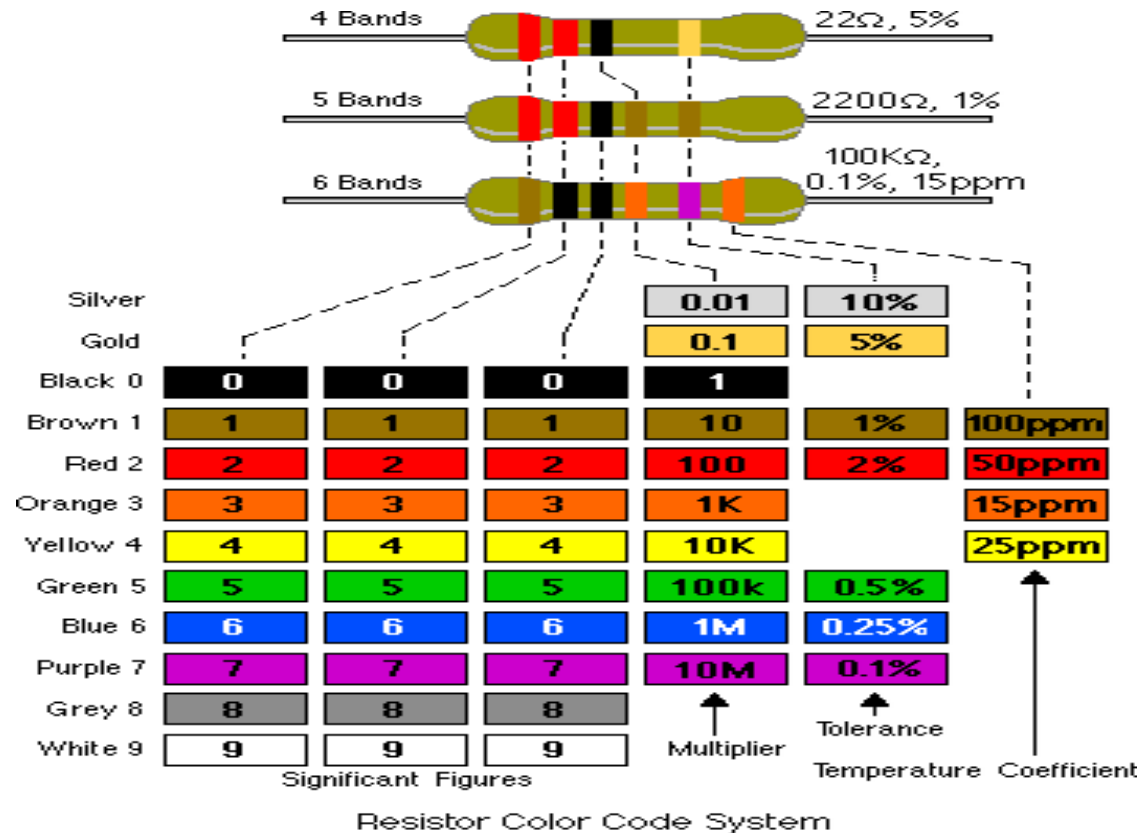 4 Bands 22Ω, 5%
5 Bands 2200Ω, 1%
100KΩ,
6 Bands 0.1%, 15ppm
Silver 0.01 10%
Gold 0.1 5%
Black 0 0 0 0 1
Brown 1 1 1 1 10 1% 100ppm
Red 2 2 2 2 100 2% 50ppm
Orange 3 3 3 3 1K 15ppm
Yellow 4 4 4 4 10K 25ppm
Green 5 5 5 5 100k 0.5%
Blue 6 6 6 6 1M 0.25%
Purple 7 7 7 7 10M 0.1%
Grey 8 8 8 8
White 9 9 9 9
Significant Figures
Multiplier
Tolerance
Temperature Coefficient
Resistor Color Code System